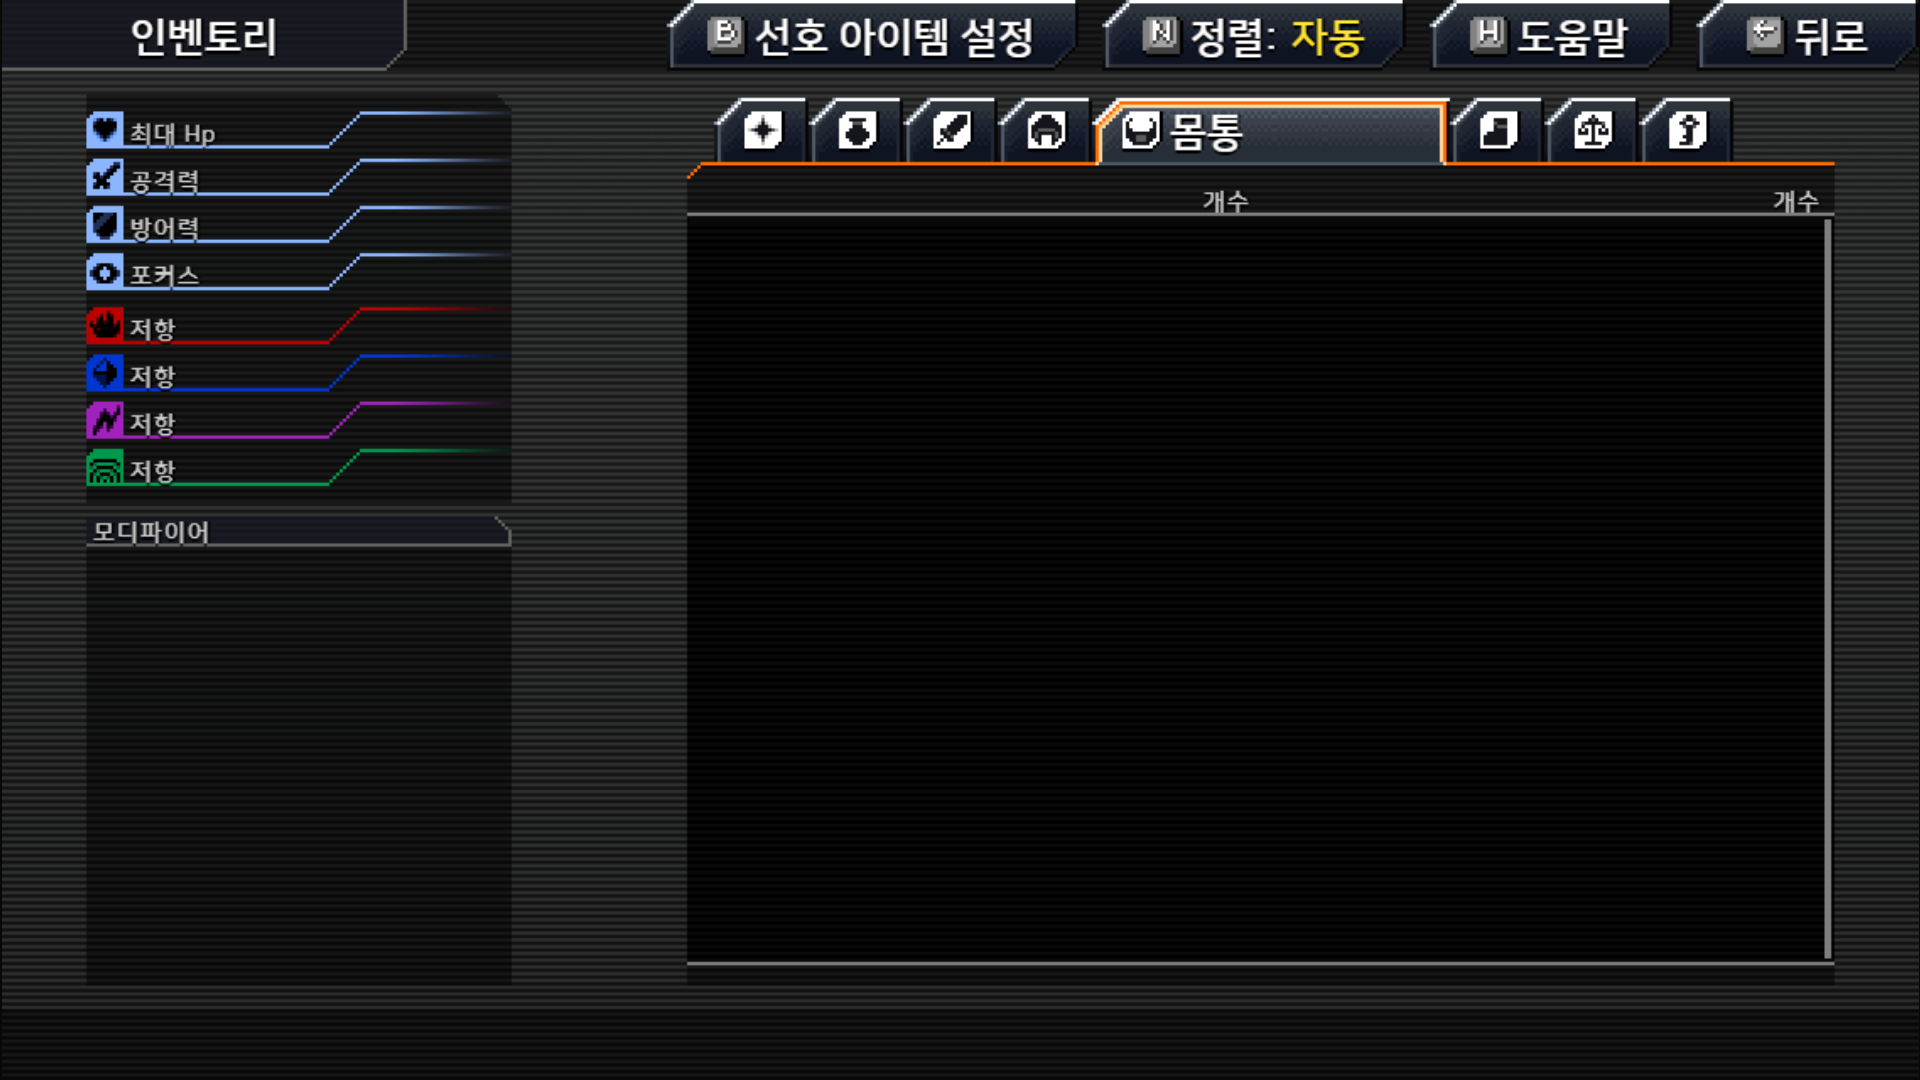 인벤토리
B 선호 아이템 설정
N 정렬: 자동
H 도움말
뒤로
최대 Hp
공격력
방어력
포커스
저항
저항
저항
저항
모디파이어
몸통
개수 개수